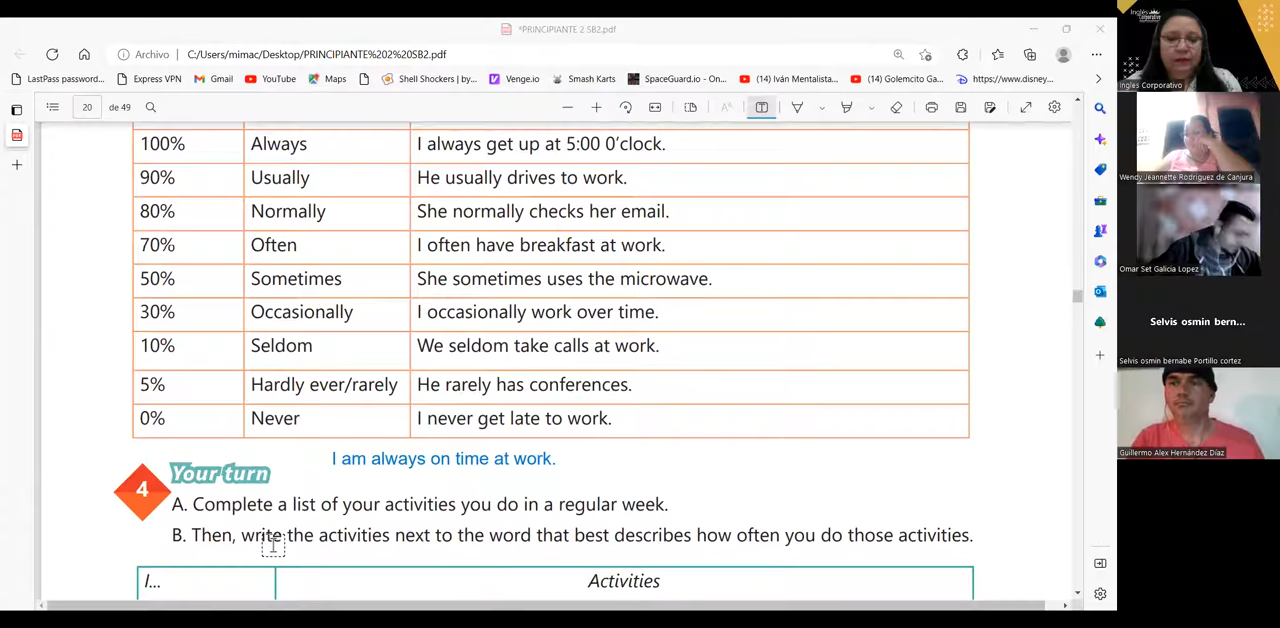 *PRINCIPIANTE 2 SB2.pdf
Archivo | C:/Users/mimac/Desktop/PRINCIPIANTE%202%20SB2.pdf
LastPass password... Express VPN Gmail YouTube Maps Shell Shockers | by... Venge.io Smash Karts SpaceGuard.io - On... (14) Iván Mentalista... (14) Golemcito Ga... https://www.disney...
20 de 49
100% Always I always get up at 5:00 0'clock.
90% Usually He usually drives to work.
80% Normally She normally checks her email.
70% Often I often have breakfast at work.
50% Sometimes She sometimes uses the microwave.
30% Occasionally I occasionally work over time.
10% Seldom We seldom take calls at work.
5% Hardly ever/rarely He rarely has conferences.
0% Never I never get late to work.
I am always on time at work.
4 Your turn
A. Complete a list of your activities you do in a regular week.
B. Then, write the activities next to the word that best describes how often you do those activities.
I... Activities
Inglés
Corporativo
Inglés Corporativo
Wendy Jeannette Rodriguez de Canjura
Omar Set Galicia Lopez
Selvis osmin bern...
Selvis osmin bernabe Portillo cortez
Guillermo Alex Hernández Díaz